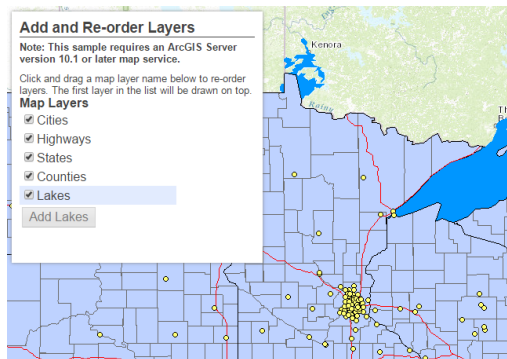 Add and Re-order Layers
Note: This sample requires an ArcGIS Server
version 10.1 or later map service.
Click and drag a map layer name below to re-order
layers. The first layer in the list will be drawn on top.
Map Layers
Cities
Highways
States
Counties
Lakes
Add Lakes
Kenora
Rainy